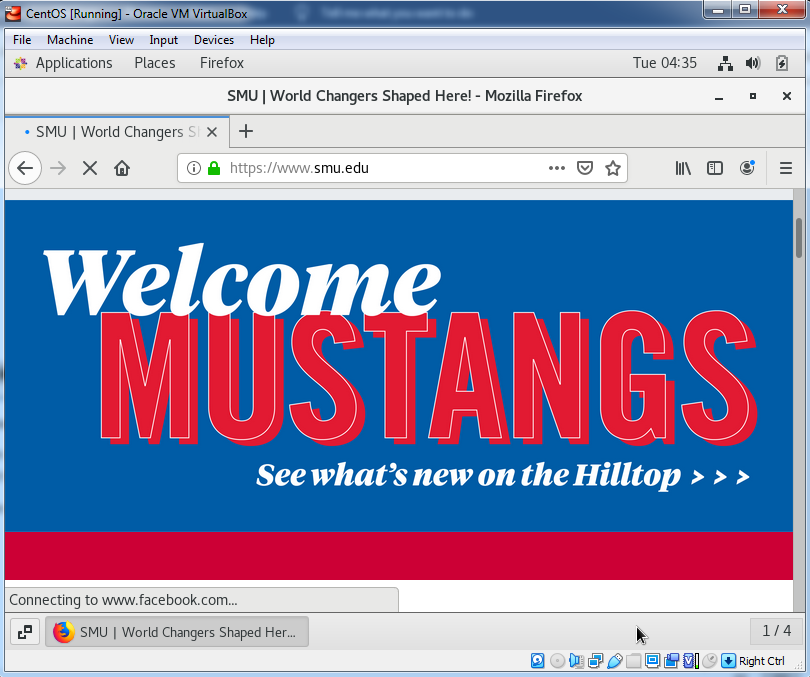 CentOS [Running] - Oracle VM VirtualBox
File Machine View Input Devices Help
Applications Places Firefox Tue 04:35
SMU | World Changers Shaped Here! - Mozilla Firefox
SMU | World Changers S
https://www.smu.edu
Welcome
MUSTANGS
See what's new on the Hilltop > > >
Connecting to www.facebook.com...
SMU | World Changers Shaped Her... 1 / 4
Right Ctrl